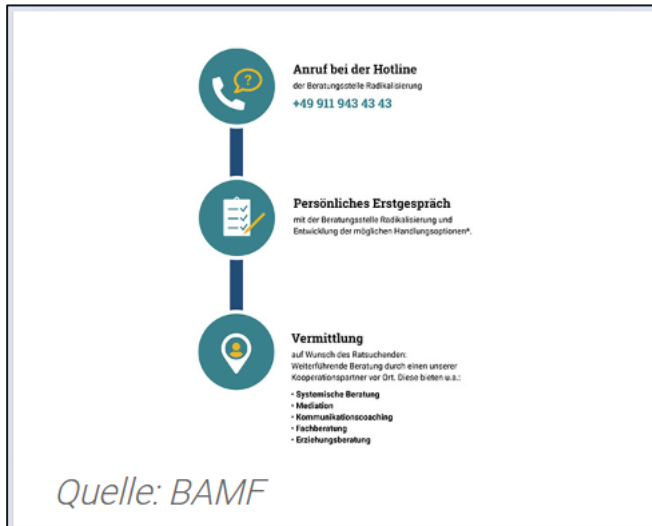 ?
Anruf bei der Hotline
der Beratungsstelle Radikalisierung
+49 911 943 43 43
Persönliches Erstgespräch
mit der Beratungsstelle Radikalisierung und
Entwicklung der möglichen Handlungsoptionen*.
Vermittlung
auf Wunsch des Ratsuchenden:
Weiterführende Beratung durch einen unserer
Kooperationspartner vor Ort. Diese bieten u.a.:
• Systemische Beratung
• Mediation
• Kommunikationscoaching
• Fachberatung
• Erziehungsberatung
Quelle: BAMF